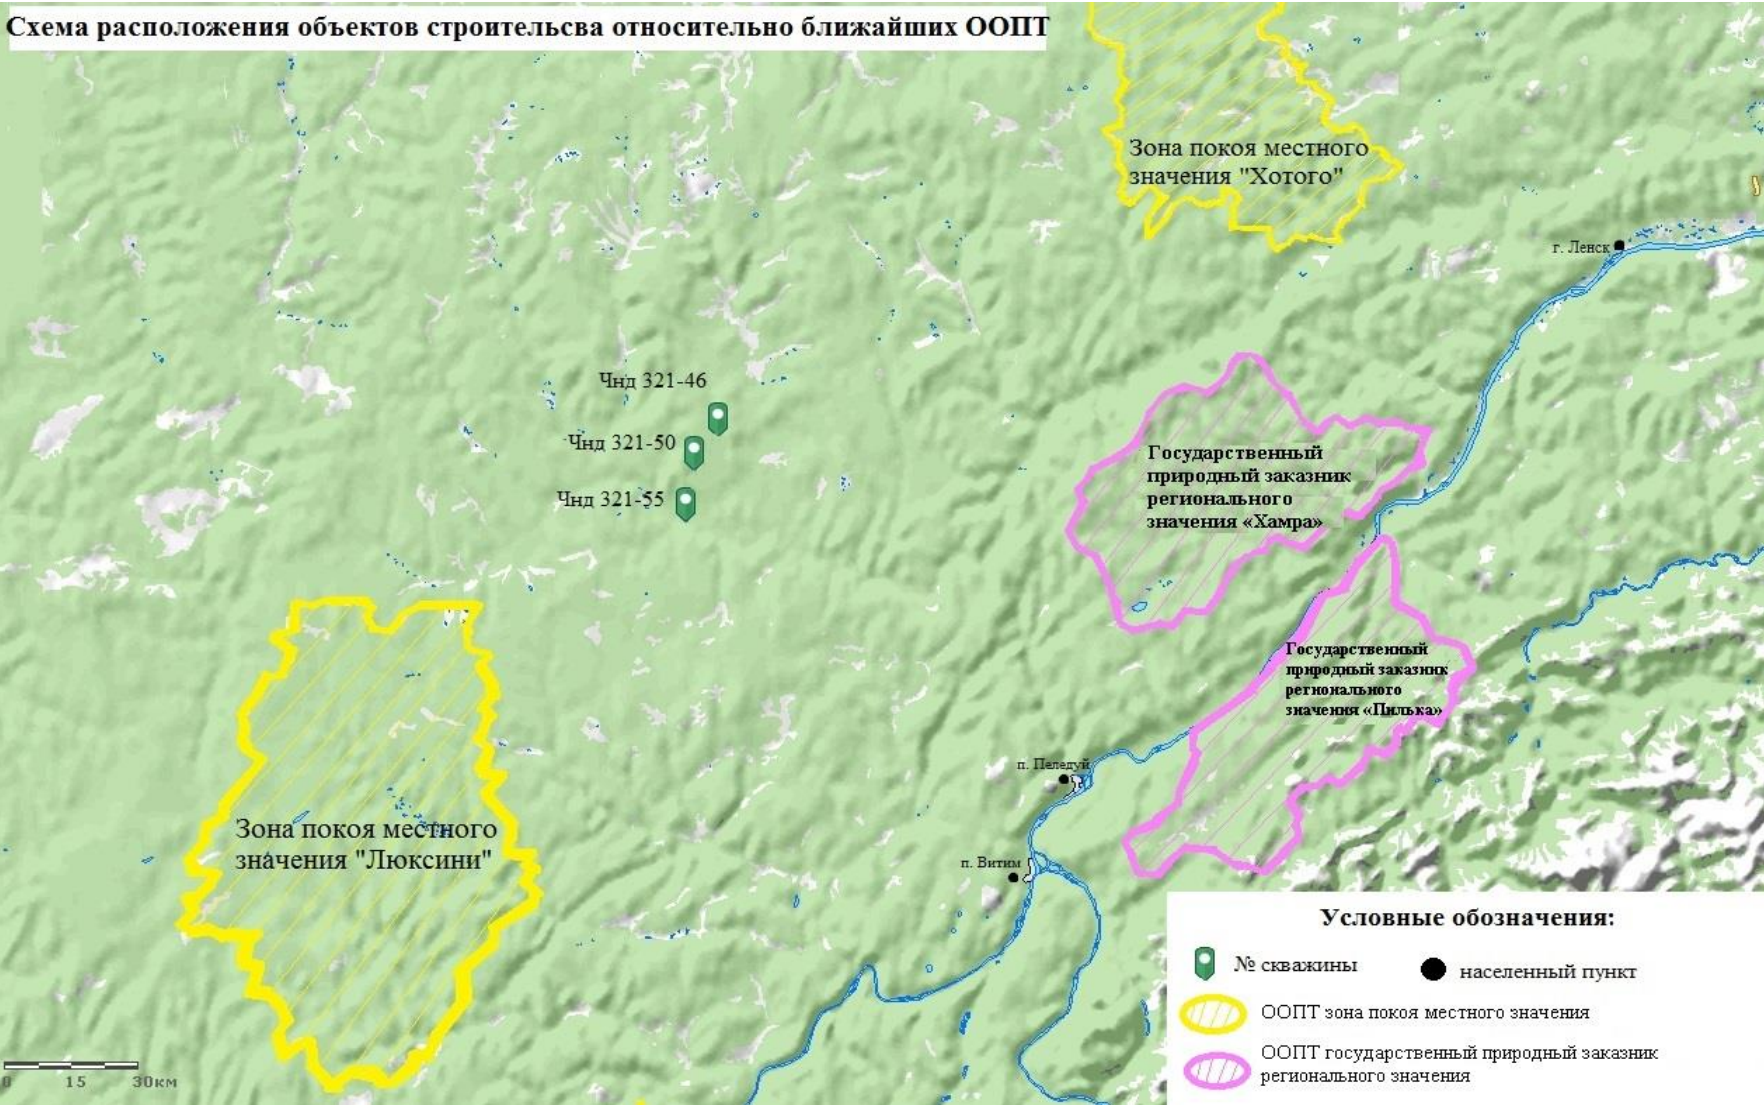 Схема расположения объектов строительсва относительно ближайших ООПТ
Зона покоя местного
значения "Хотого"
г. Ленск
Чнд 321-46
Чнд 321-50
Чнд 321-55
Государственный
природный заказник
регионального
значения «Хамра»
Государственный
природный заказник
регионального
значения «Пилька»
п. Пеледуй
Зона покоя местного
значения "Люксини"
п. Витим
Условные обозначения:
№ скважины
населенный пункт
ООПТ зона покоя местного значения
ООПТ государственный природный заказник
регионального значения
0 15 30км